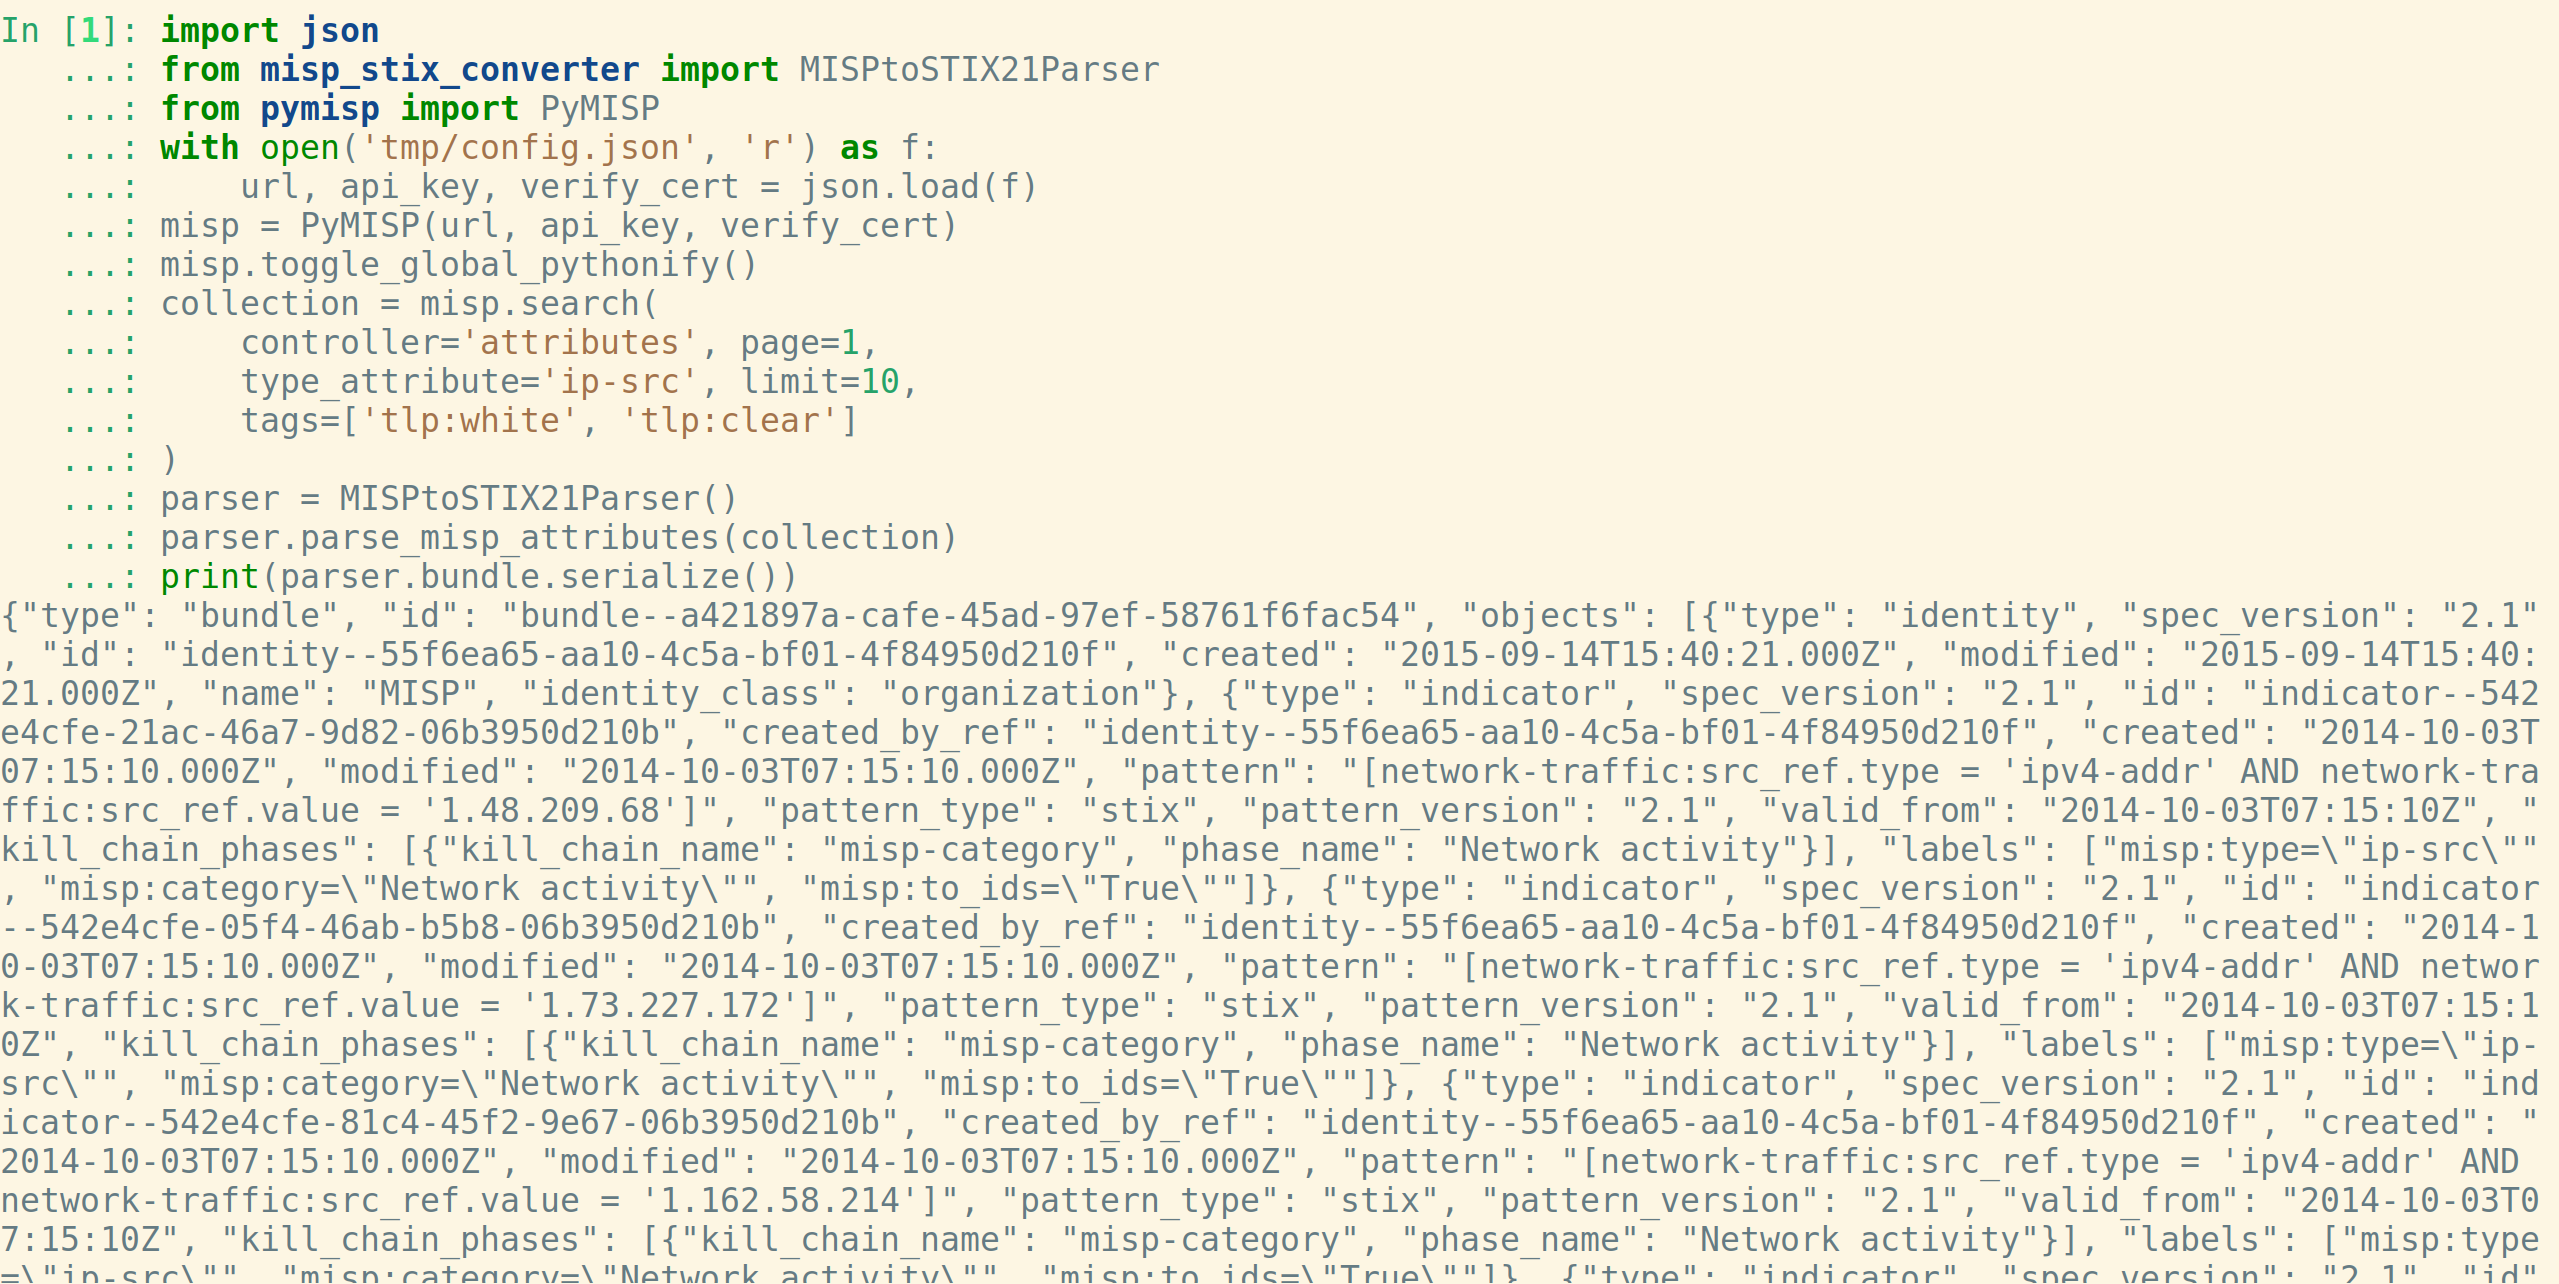 In [1]: import json
   ...: from misp_stix_converter import MISPtoSTIX21Parser
   ...: from pymisp import PyMISP
   ...: with open('tmp/config.json', 'r') as f:
   ...:     url, api_key, verify_cert = json.load(f)
   ...: misp = PyMISP(url, api_key, verify_cert)
   ...: misp.toggle_global_pythonify()
   ...: collection = misp.search(
   ...:     controller='attributes', page=1,
   ...:     type_attribute='ip-src', limit=10,
   ...:     tags=['tlp:white', 'tlp:clear']
   ...: )
   ...: parser = MISPtoSTIX21Parser()
   ...: parser.parse_misp_attributes(collection)
   ...: print(parser.bundle.serialize())
{"type": "bundle", "id": "bundle--a421897a-cafe-45ad-97ef-58761f6fac54", "objects": [{"type": "identity", "spec_version": "2.1"
, "id": "identity--55f6ea65-aa10-4c5a-bf01-4f84950d210f", "created": "2015-09-14T15:40:21.000Z", "modified": "2015-09-14T15:40:
21.000Z", "name": "MISP", "identity_class": "organization"}, {"type": "indicator", "spec_version": "2.1", "id": "indicator--542
e4cfe-21ac-46a7-9d82-06b3950d210b", "created_by_ref": "identity--55f6ea65-aa10-4c5a-bf01-4f84950d210f", "created": "2014-10-03T
07:15:10.000Z", "modified": "2014-10-03T07:15:10.000Z", "pattern": "[network-traffic:src_ref.type = 'ipv4-addr' AND network-tra
ffic:src_ref.value = '1.48.209.68']", "pattern_type": "stix", "pattern_version": "2.1", "valid_from": "2014-10-03T07:15:10Z", "
kill_chain_phases": [{"kill_chain_name": "misp-category", "phase_name": "Network activity"}], "labels": ["misp:type=\"ip-src\""
, "misp:category=\"Network activity\"", "misp:to_ids=\"True\""]}, {"type": "indicator", "spec_version": "2.1", "id": "indicator
--542e4cfe-05f4-46ab-b5b8-06b3950d210b", "created_by_ref": "identity--55f6ea65-aa10-4c5a-bf01-4f84950d210f", "created": "2014-1
0-03T07:15:10.000Z", "modified": "2014-10-03T07:15:10.000Z", "pattern": "[network-traffic:src_ref.type = 'ipv4-addr' AND networ
k-traffic:src_ref.value = '1.73.227.172']", "pattern_type": "stix", "pattern_version": "2.1", "valid_from": "2014-10-03T07:15:1
0Z", "kill_chain_phases": [{"kill_chain_name": "misp-category", "phase_name": "Network activity"}], "labels": ["misp:type=\"ip-
src\"", "misp:category=\"Network activity\"", "misp:to_ids=\"True\""]}, {"type": "indicator", "spec_version": "2.1", "id": "ind
icator--542e4cfe-81c4-45f2-9e67-06b3950d210b", "created_by_ref": "identity--55f6ea65-aa10-4c5a-bf01-4f84950d210f", "created": "
2014-10-03T07:15:10.000Z", "modified": "2014-10-03T07:15:10.000Z", "pattern": "[network-traffic:src_ref.type = 'ipv4-addr' AND
network-traffic:src_ref.value = '1.162.58.214']", "pattern_type": "stix", "pattern_version": "2.1", "valid_from": "2014-10-03T0
7:15:10Z", "kill_chain_phases": [{"kill_chain_name": "misp-category", "phase_name": "Network activity"}], "labels": ["misp:type
=\"ip-src\"", "misp:category=\"Network activity\"", "misp:to_ids=\"True\""]}, {"type": "indicator", "spec_version": "2.1", "id"